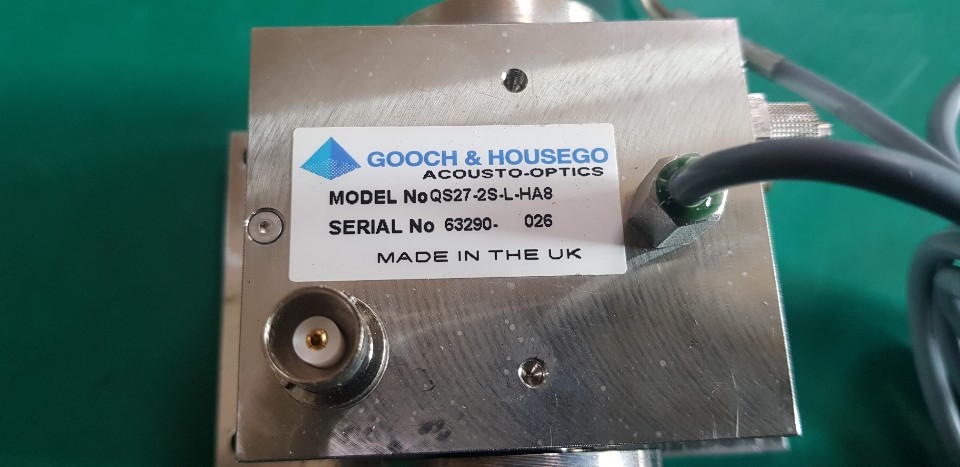 GOOCH & HOUSEGO
ACOUSTO-OPTICS
MODEL No QS27-2S-L-HA8
SERIAL No 63290- 026
MADE IN THE UK